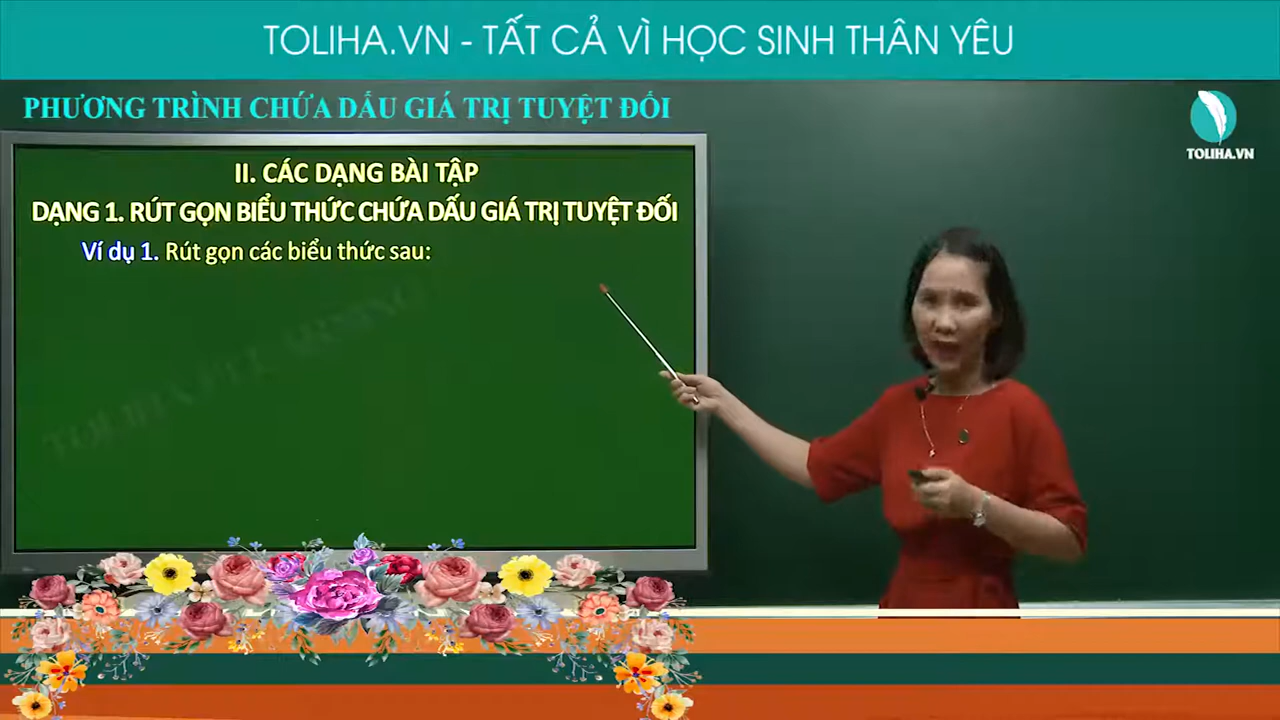 TOLIHA.VN - TẤT CẢ VÌ HỌC SINH THÂN YÊU
PHƯƠNG TRÌNH CHỨA DẤU GIÁ TRỊ TUYỆT ĐỐI
TOLIHA.VN
II. CÁC DẠNG BÀI TẬP
DẠNG 1. RÚT GỌN BIỂU THỨC CHỨA DẤU GIÁ TRỊ TUYỆT ĐỐI
Ví dụ 1. Rút gọn các biểu thức sau: